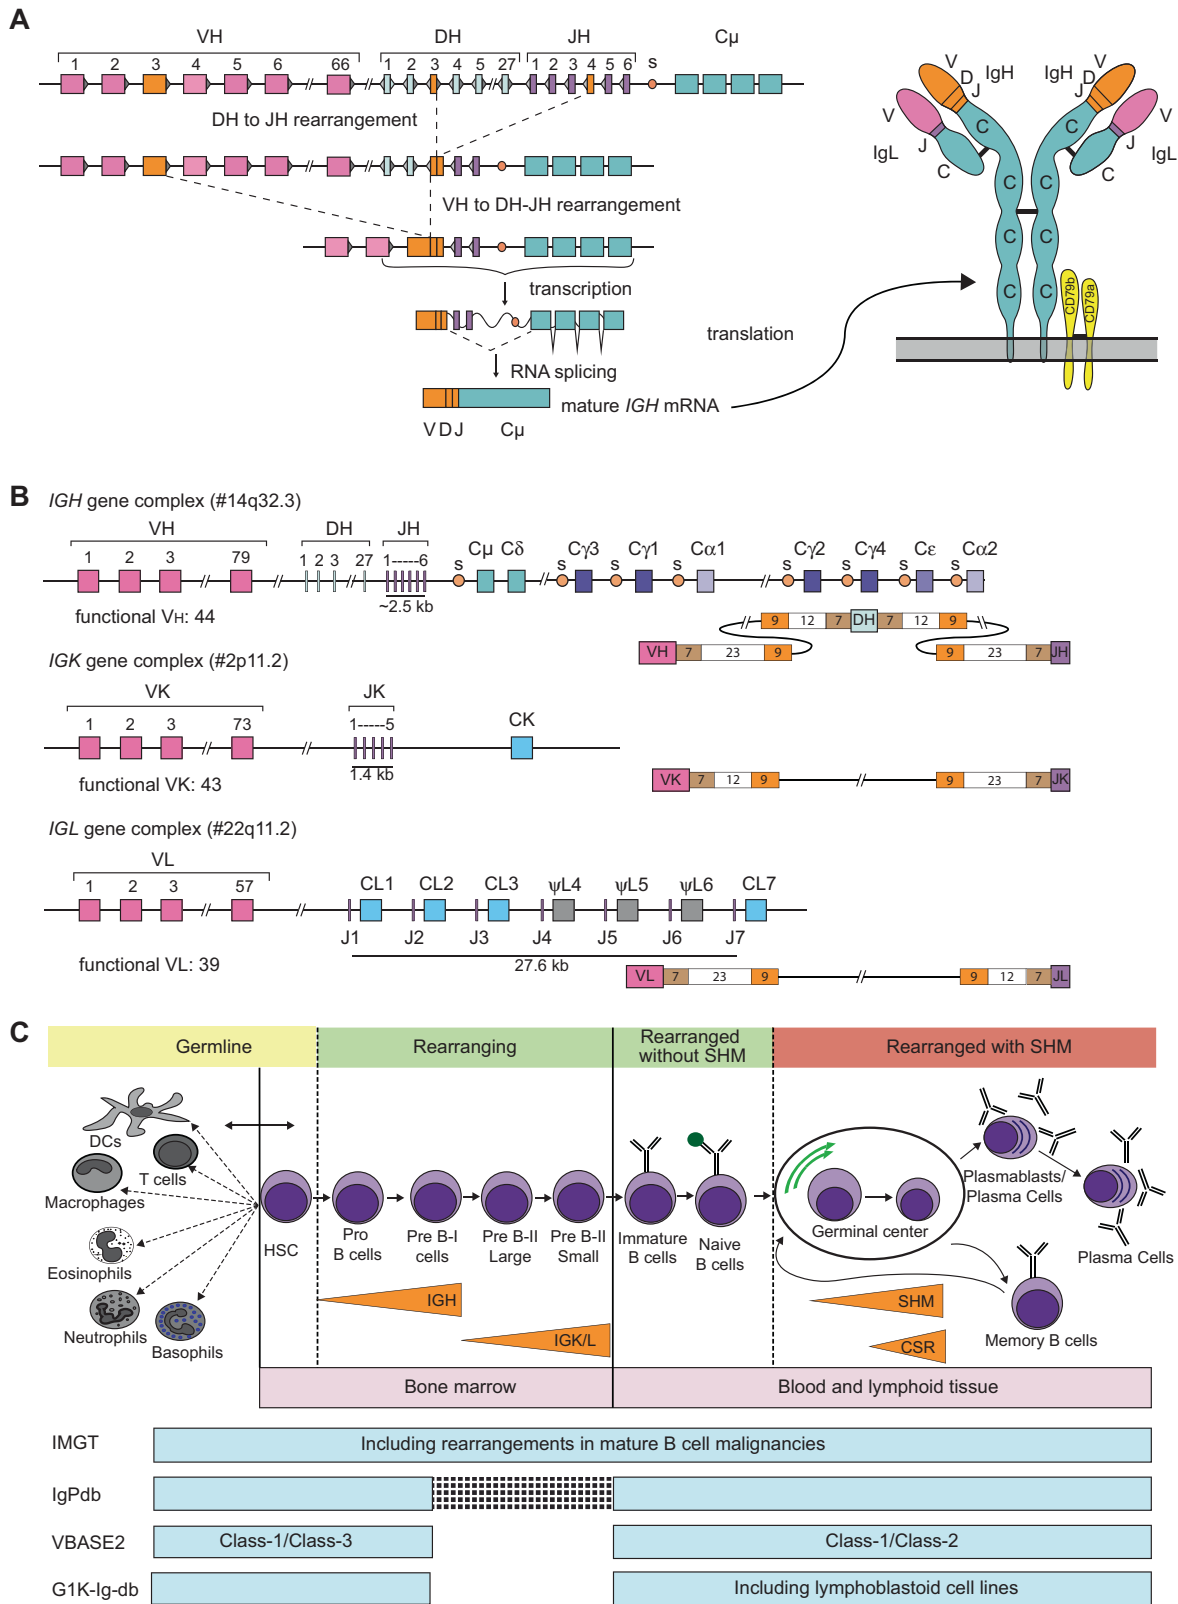 A
VH DH JH Cμ
1 2 3 4 5 6 66 1 2 3 4 5 27 1 2 3 4 5 6 s
DH to JH rearrangement
VH to DH-JH rearrangement
transcription
RNA splicing
mature IGH mRNA
V D J Cμ
translation
V D J IgH IgH V D J
V J IgL C C C C V J IgL
C C
C C
C C
CD79b CD79a
B
IGH gene complex (#14q32.3)
VH DH JH
1 2 3 79 1 2 3 27 1-----6 s Cμ Cδ s Cγ3 s Cγ1 s Cα1 s Cγ2 s Cγ4 s Cε s Cα2
~2.5 kb
functional VH: 44
9 12 7 DH 7 12 9
VH 7 23 9 9 23 7 JH
IGK gene complex (#2p11.2)
VK JK
1 2 3 73 1-----5 CK
1.4 kb
functional VK: 43
VK 7 12 9 9 23 7 JK
IGL gene complex (#22q11.2)
VL
1 2 3 57 CL1 CL2 CL3 ψL4 ψL5 ψL6 CL7
J1 J2 J3 J4 J5 J6 J7
27.6 kb
functional VL: 39
VL 7 23 9 9 12 7 JL
C
Germline
Rearranging
Rearranged
without SHM
Rearranged with SHM
DCs
T cells
Macrophages
Eosinophils
Neutrophils
Basophils
HSC
Pro
B cells
Pre B-I
cells
Pre B-II
Large
Pre B-II
Small
Immature
B cells
Naive
B cells
Germinal center
Plasmablasts/
Plasma Cells
Plasma Cells
Memory B cells
IGH
IGK/L
SHM
CSR
Bone marrow
Blood and lymphoid tissue
IMGT
Including rearrangements in mature B cell malignancies
IgPdb
VBASE2
Class-1/Class-3
Class-1/Class-2
G1K-Ig-db
Including lymphoblastoid cell lines